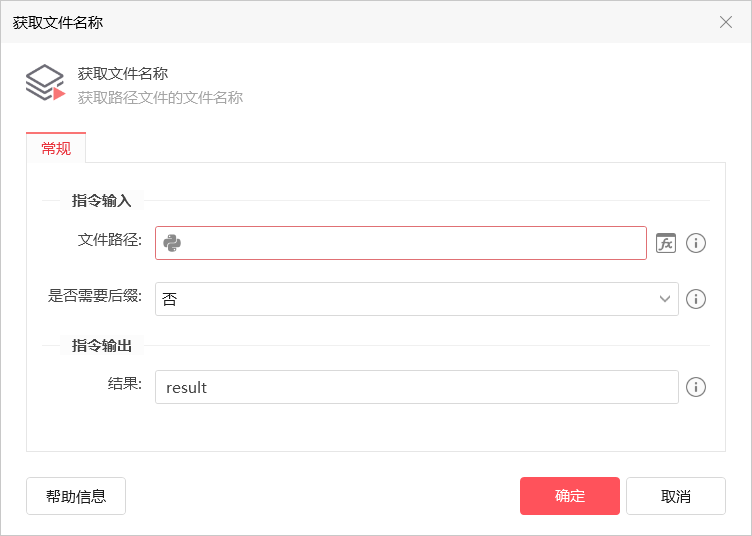 获取文件名称
获取文件名称
获取路径文件的文件名称
常规
指令输入
文件路径:
fx
是否需要后缀: 否
指令输出
结果: result
帮助信息 确定 取消